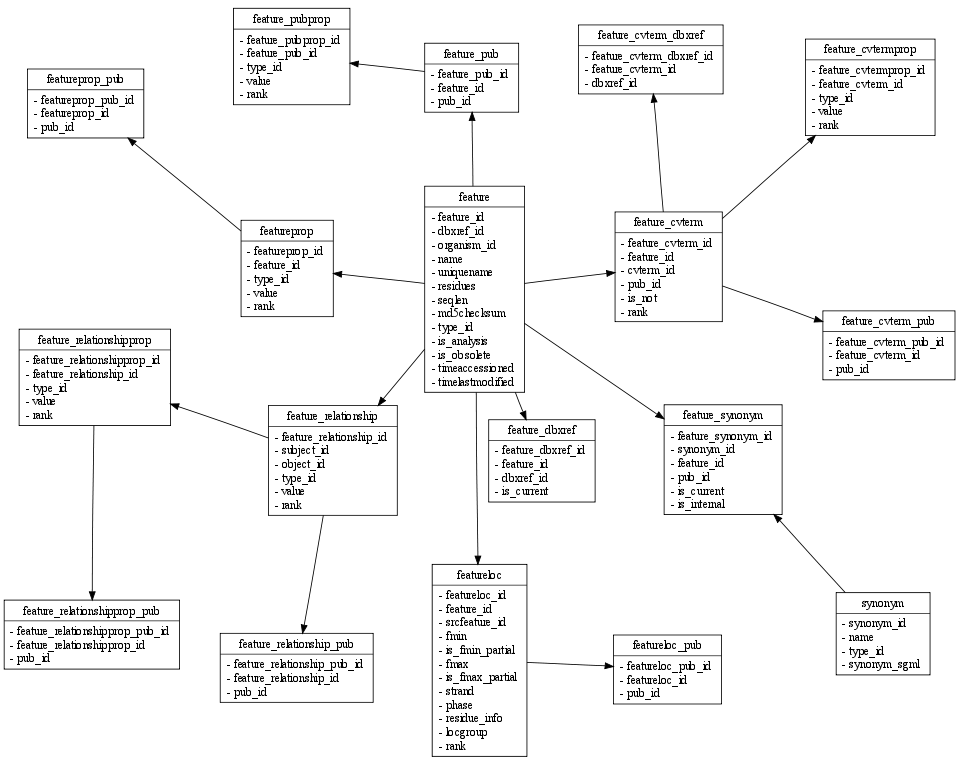 feature_pubprop
- feature_pubprop_id
- feature_pub_id
- type_id
- value
- rank
feature_pub
- feature_pub_id
- feature_id
- pub_id
feature_cvterm_dbxref
- feature_cvterm_dbxref_id
- feature_cvterm_id
- dbxref_id
feature_cvtermprop
- feature_cvtermprop_id
- feature_cvterm_id
- type_id
- value
- rank
featureprop_pub
- featureprop_pub_id
- featureprop_id
- pub_id
feature
- feature_id
- dbxref_id
- organism_id
- name
- uniquename
- residues
- seqlen
- md5checksum
- type_id
- is_analysis
- is_obsolete
- timeaccessioned
- timelastmodified
featureprop
- featureprop_id
- feature_id
- type_id
- value
- rank
feature_cvterm
- feature_cvterm_id
- feature_id
- cvterm_id
- pub_id
- is_not
- rank
feature_cvterm_pub
- feature_cvterm_pub_id
- feature_cvterm_id
- pub_id
feature_relationshipprop
- feature_relationshipprop_id
- feature_relationship_id
- type_id
- value
- rank
feature_relationship
- feature_relationship_id
- subject_id
- object_id
- type_id
- value
- rank
feature_dbxref
- feature_dbxref_id
- feature_id
- dbxref_id
- is_current
feature_synonym
- feature_synonym_id
- synonym_id
- feature_id
- pub_id
- is_current
- is_internal
featureloc
- featureloc_id
- feature_id
- srcfeature_id
- fmin
- is_fmin_partial
- fmax
- is_fmax_partial
- strand
- phase
- residue_info
- locgroup
- rank
synonym
- synonym_id
- name
- type_id
- synonym_sgml
feature_relationshipprop_pub
- feature_relationshipprop_pub_id
- feature_relationshipprop_id
- pub_id
feature_relationship_pub
- feature_relationship_pub_id
- feature_relationship_id
- pub_id
featureloc_pub
- featureloc_pub_id
- featureloc_id
- pub_id